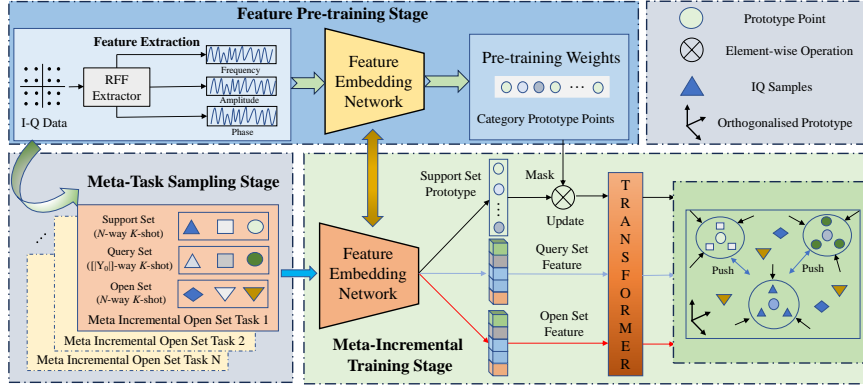 Feature Pre-training Stage
Feature Extraction
I-Q Data
RFF
Extractor
Frequency
Amplitude
Phase
Feature
Embedding
Network
Pre-training Weights
...
Category Prototype Points
Prototype Point
Element-wise Operation
IQ Samples
Orthogonalised Prototype
Meta-Task Sampling Stage
Support Set
(N-way K-shot)
Query Set
(||Y₀||-way K-shot)
Open Set
(N-way K-shot)
Meta Incremental Open Set Task 1
Meta Incremental Open Set Task 2
Meta Incremental Open Set Task N
Feature
Embedding
Network
Support Set
Prototype
Mask
Update
Query Set
Feature
Open Set
Feature
Meta-Incremental
Training Stage
TRANSFORMER
Push
Push